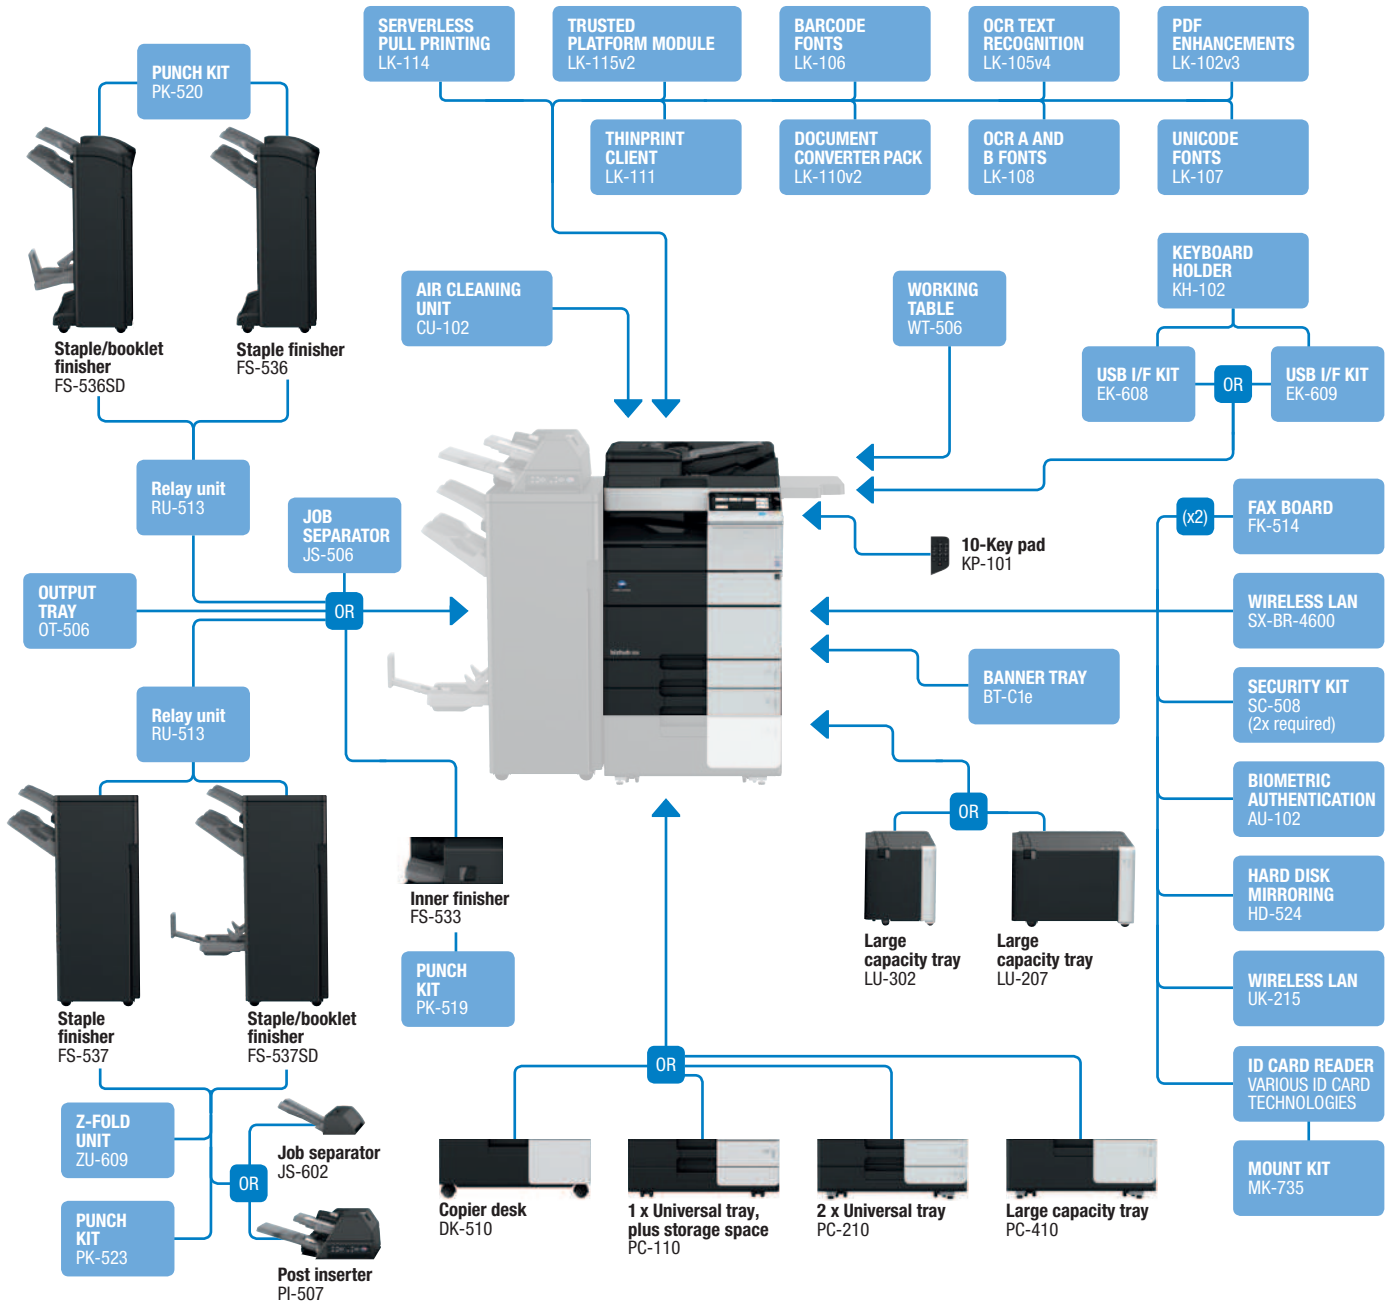 SERVERLESS
PULL PRINTING
LK-114
TRUSTED
PLATFORM MODULE
LK-115v2
BARCODE
FONTS
LK-106
OCR TEXT
RECOGNITION
LK-105v4
PDF
ENHANCEMENTS
LK-102v3
PUNCH KIT
PK-520
THINPRINT
CLIENT
LK-111
DOCUMENT
CONVERTER PACK
LK-110v2
OCR A AND
B FONTS
LK-108
UNICODE
FONTS
LK-107
Staple/booklet
finisher
FS-536SD
Staple finisher
FS-536
AIR CLEANING
UNIT
CU-102
WORKING
TABLE
WT-506
KEYBOARD
HOLDER
KH-102
USB I/F KIT
EK-608
OR
USB I/F KIT
EK-609
Relay unit
RU-513
JOB
SEPARATOR
JS-506
OUTPUT
TRAY
OT-506
OR
10-Key pad
KP-101
(x2)
FAX BOARD
FK-514
WIRELESS LAN
SX-BR-4600
BANNER TRAY
BT-C1e
SECURITY KIT
SC-508
(2x required)
Relay unit
RU-513
BIOMETRIC
AUTHENTICATION
AU-102
OR
Large
capacity tray
LU-302
Large
capacity tray
LU-207
HARD DISK
MIRRORING
HD-524
Inner finisher
FS-533
PUNCH
KIT
PK-519
WIRELESS LAN
UK-215
Staple
finisher
FS-537
Staple/booklet
finisher
FS-537SD
OR
ID CARD READER
VARIOUS ID CARD
TECHNOLOGIES
Z-FOLD
UNIT
ZU-609
Job separator
JS-602
OR
MOUNT KIT
MK-735
PUNCH
KIT
PK-523
Post inserter
PI-507
Copier desk
DK-510
1 x Universal tray,
plus storage space
PC-110
2 x Universal tray
PC-210
Large capacity tray
PC-410